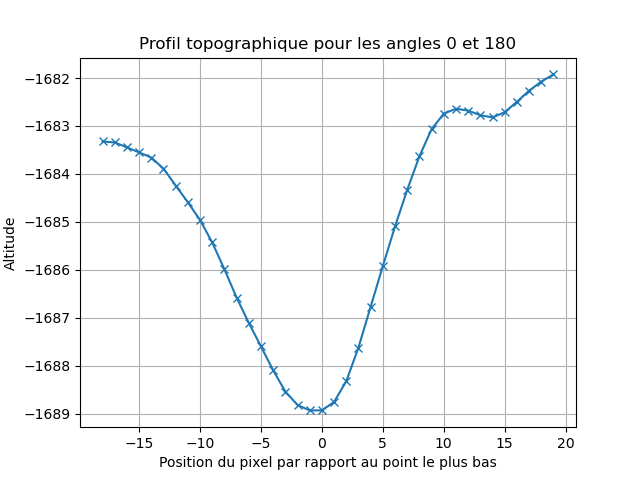 Profil topographique pour les angles 0 et 180
−1682
−1683
−1684
−1685
−1686
−1687
−1688
−1689
Altitude
−15 −10 −5 0 5 10 15 20
Position du pixel par rapport au point le plus bas